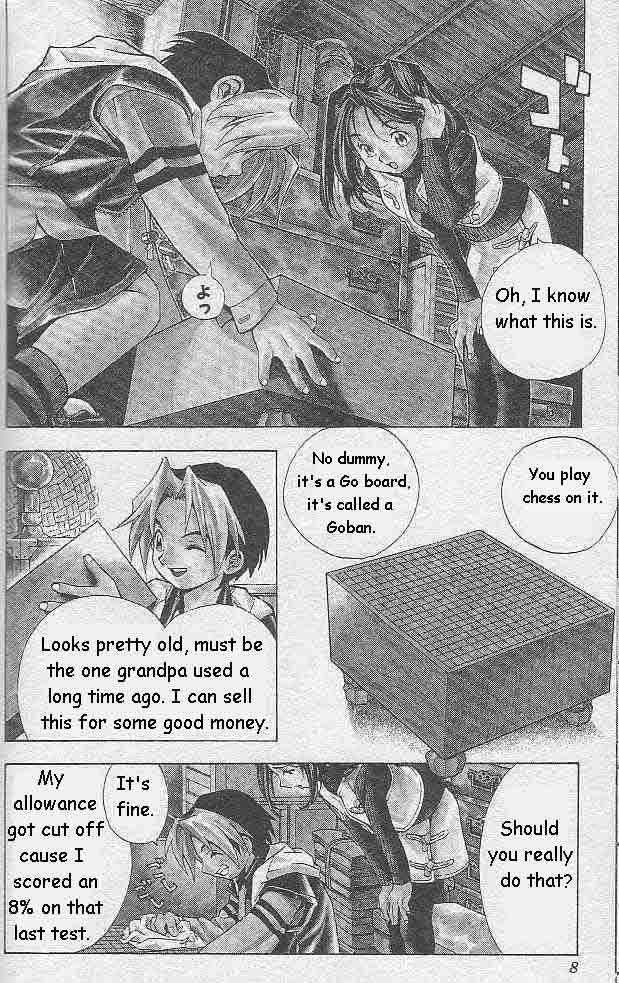 ゴト…
よっ
Oh, I know
what this is.
You play
chess on it.
No dummy,
it's a Go board,
it's called a
Goban.
Looks pretty old, must be
the one grandpa used a
long time ago. I can sell
this for some good money.
Should
you really
do that?
It's
fine.
My
allowance
got cut off
cause I
scored an
8% on that
last test.
8